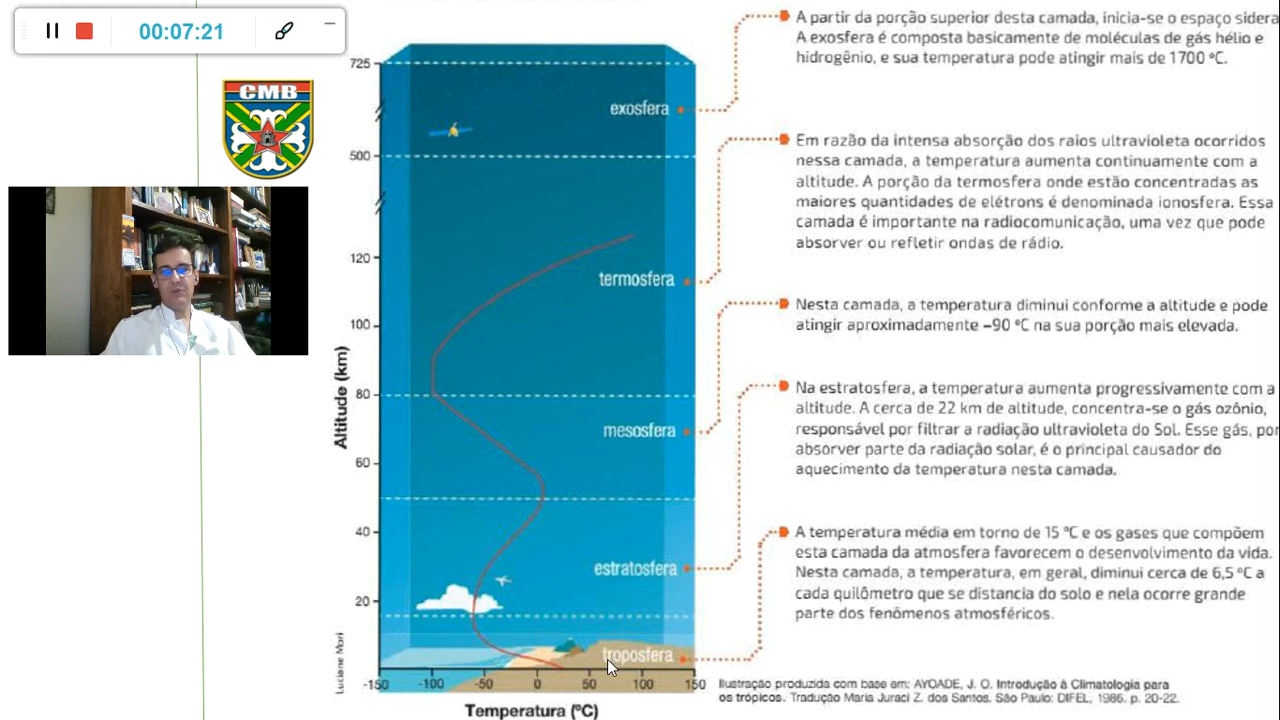 00:07:21
CMB
725
500
120
100
80
60
40
20
Altitude (km)
exosfera
termosfera
mesosfera
estratosfera
troposfera
-150
-100
-50
0
50
100
150
Temperatura (ºC)
Luciane Mori
A partir da porção superior desta camada, inicia-se o espaço sidera
A exosfera é composta basicamente de moléculas de gás hélio e
hidrogênio, e sua temperatura pode atingir mais de 1700 ºC.
Em razão da intensa absorção dos raios ultravioleta ocorridos
nessa camada, a temperatura aumenta continuamente com a
altitude. A porção da termosfera onde estão concentradas as
maiores quantidades de elétrons é denominada ionosfera. Essa
camada é importante na radiocomunicação, uma vez que pode
absorver ou refletir ondas de rádio.
Nesta camada, a temperatura diminui conforme a altitude e pode
atingir aproximadamente –90 ºC na sua porção mais elevada.
Na estratosfera, a temperatura aumenta progressivamente com a
altitude. A cerca de 22 km de altitude, concentra-se o gás ozônio,
responsável por filtrar a radiação ultravioleta do Sol. Esse gás, por
absorver parte da radiação solar, é o principal causador do
aquecimento da temperatura nesta camada.
A temperatura média em torno de 15 ºC e os gases que compõem
esta camada da atmosfera favorecem o desenvolvimento da vida.
Nesta camada, a temperatura, em geral, diminui cerca de 6,5 ºC a
cada quilômetro que se distancia do solo e nela ocorre grande
parte dos fenômenos atmosféricos.
Ilustração produzida com base em: AYOADE, J. O. Introdução à Climatologia para
os trópicos. Tradução Maria Juraci Z. dos Santos. São Paulo: DIFEL, 1986. p. 20-22.